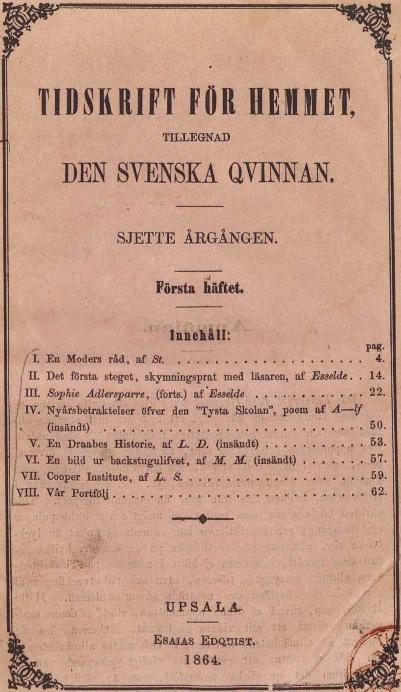 TIDSKRIFT FÖR HEMMET,
TILLEGNAD
DEN SVENSKA QVINNAN.
SJETTE ÅRGÅNGEN.
Första häftet.
Innehåll:
pag.
I. En Moders råd, af St. . . . . . . . . . . . . . . . . . . . . 4.
II. Det första steget, skymningsprat med läsaren, af Esselde . . 14.
III. Sophie Adlersparre, (forts.) af Esselde . . . . . . . . . . . 22.
IV. Nyårsbetraktelser öfver den "Tysta Skolan", poem af A—lf
(insändt) . . . . . . . . . . . . . . . . . . . . . . . . . 50.
V. En Draabes Historie, af L. D. (insändt) . . . . . . . . . . 53.
VI. En bild ur backstugulifvet, af M. M. (insändt) . . . . . . . 57.
VII. Cooper Institute, af L. S. . . . . . . . . . . . . . . . . . 59.
VIII. Vår Portfölj . . . . . . . . . . . . . . . . . . . . . . . . 62.
UPSALA.
ESAIAS EDQUIST.
1864.